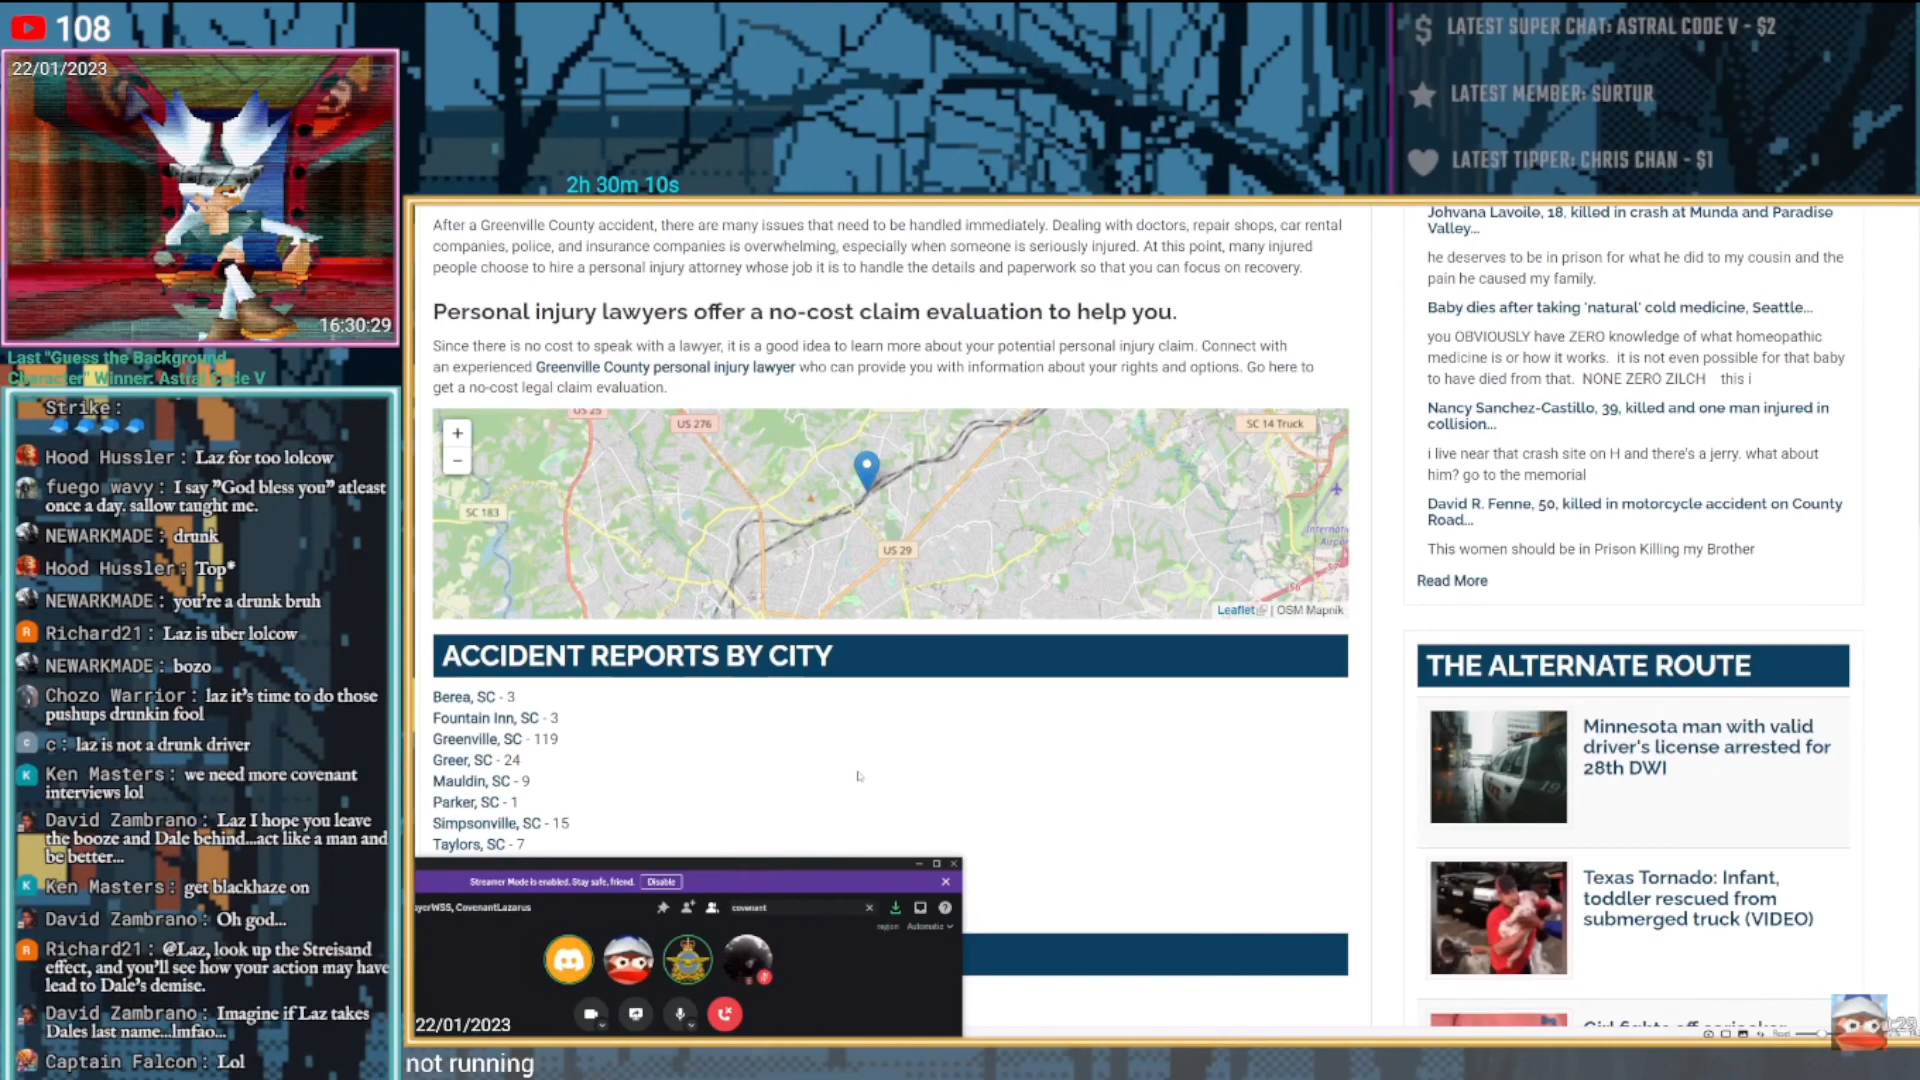 108
22/01/2023
16:30:29
Last "Guess the Background
Character" Winner: Astral Code V
Strike:
Hood Hussler: Laz for too lolcow
fuego wavy: I say "God bless you" atleast
once a day. sallow taught me.
NEWARKMADE: drunk
Hood Hussler: Top*
NEWARKMADE: you're a drunk bruh
Richard21: Laz is uber lolcow
NEWARKMADE: bozo
Chozo Warrior: laz it's time to do those
pushups drunkin fool
c: laz is not a drunk driver
Ken Masters: we need more covenant
interviews lol
David Zambrano: Laz I hope you leave
the booze and Dale behind...act like a man and
be better...
Ken Masters: get blackhaze on
David Zambrano: Oh god...
Richard21: @Laz, look up the Streisand
effect, and you'll see how your action may have
lead to Dale's demise.
David Zambrano: Imagine if Laz takes
Dales last name...lmfao...
Captain Falcon: Lol
2h 30m 10s
LATEST SUPER CHAT: ASTRAL CODE V - $2
LATEST MEMBER: SURTUR
LATEST TIPPER: CHRIS CHAN - $1
After a Greenville County accident, there are many issues that need to be handled immediately. Dealing with doctors, repair shops, car rental
companies, police, and insurance companies is overwhelming, especially when someone is seriously injured. At this point, many injured
people choose to hire a personal injury attorney whose job it is to handle the details and paperwork so that you can focus on recovery.
Personal injury lawyers offer a no-cost claim evaluation to help you.
Since there is no cost to speak with a lawyer, it is a good idea to learn more about your potential personal injury claim. Connect with
an experienced Greenville County personal injury lawyer who can provide you with information about your rights and options. Go here to
get a no-cost legal claim evaluation.
+
−
US 25
US 276
SC 14 Truck
SC 183
US 29
Internati
Airpor
Leaflet | OSM Mapnik
ACCIDENT REPORTS BY CITY
Berea, SC - 3
Fountain Inn, SC - 3
Greenville, SC - 119
Greer, SC - 24
Mauldin, SC - 9
Parker, SC - 1
Simpsonville, SC - 15
Taylors, SC - 7
Streamer Mode is enabled. Stay safe, friend. Disable
ayerWSS, CovenantLazarus
covenant
region Automatic
22/01/2023
not running
Johvana Lavoile, 18, killed in crash at Munda and Paradise
Valley...
he deserves to be in prison for what he did to my cousin and the
pain he caused my family.
Baby dies after taking 'natural' cold medicine, Seattle...
you OBVIOUSLY have ZERO knowledge of what homeopathic
medicine is or how it works. it is not even possible for that baby
to have died from that. NONE ZERO ZILCH this i
Nancy Sanchez-Castillo, 39, killed and one man injured in
collision...
i live near that crash site on H and there's a jerry. what about
him? go to the memorial
David R. Fenne, 50, killed in motorcycle accident on County
Road...
This women should be in Prison Killing my Brother
Read More
THE ALTERNATE ROUTE
Minnesota man with valid
driver's license arrested for
28th DWI
Texas Tornado: Infant,
toddler rescued from
submerged truck (VIDEO)
Reset